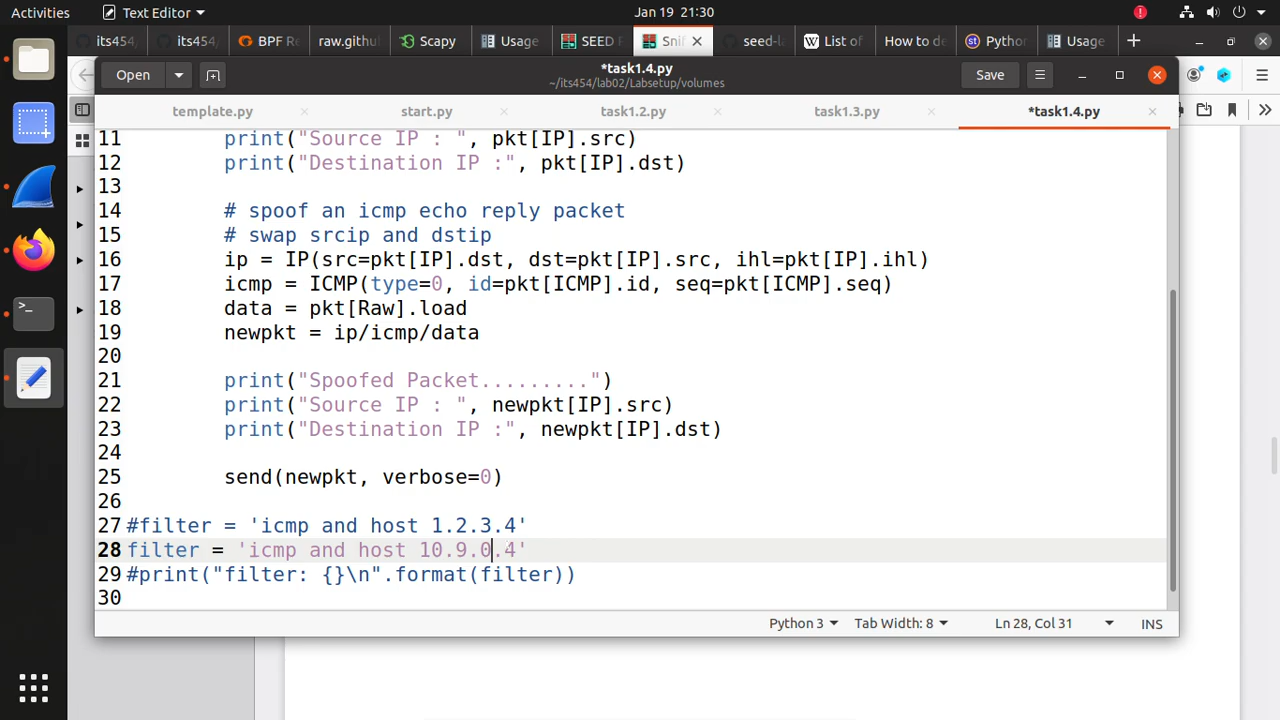 Activities
Text Editor
Jan 19 21:30
its454/
its454/
BPF Re
raw.githu
Scapy
Usage
SEED
Snif
seed-la
List of
How to de
Python
Usage
Open
*task1.4.py
~/its454/lab02/Labsetup/volumes
Save
template.py
start.py
task1.2.py
task1.3.py
*task1.4.py
11 print("Source IP : ", pkt[IP].src)
12 print("Destination IP :", pkt[IP].dst)
13
14 # spoof an icmp echo reply packet
15 # swap srcip and dstip
16 ip = IP(src=pkt[IP].dst, dst=pkt[IP].src, ihl=pkt[IP].ihl)
17 icmp = ICMP(type=0, id=pkt[ICMP].id, seq=pkt[ICMP].seq)
18 data = pkt[Raw].load
19 newpkt = ip/icmp/data
20
21 print("Spoofed Packet.........")
22 print("Source IP : ", newpkt[IP].src)
23 print("Destination IP :", newpkt[IP].dst)
24
25 send(newpkt, verbose=0)
26
27 #filter = 'icmp and host 1.2.3.4'
28 filter = 'icmp and host 10.9.0.4'
29 #print("filter: {}\n".format(filter))
30
Python 3
Tab Width: 8
Ln 28, Col 31
INS